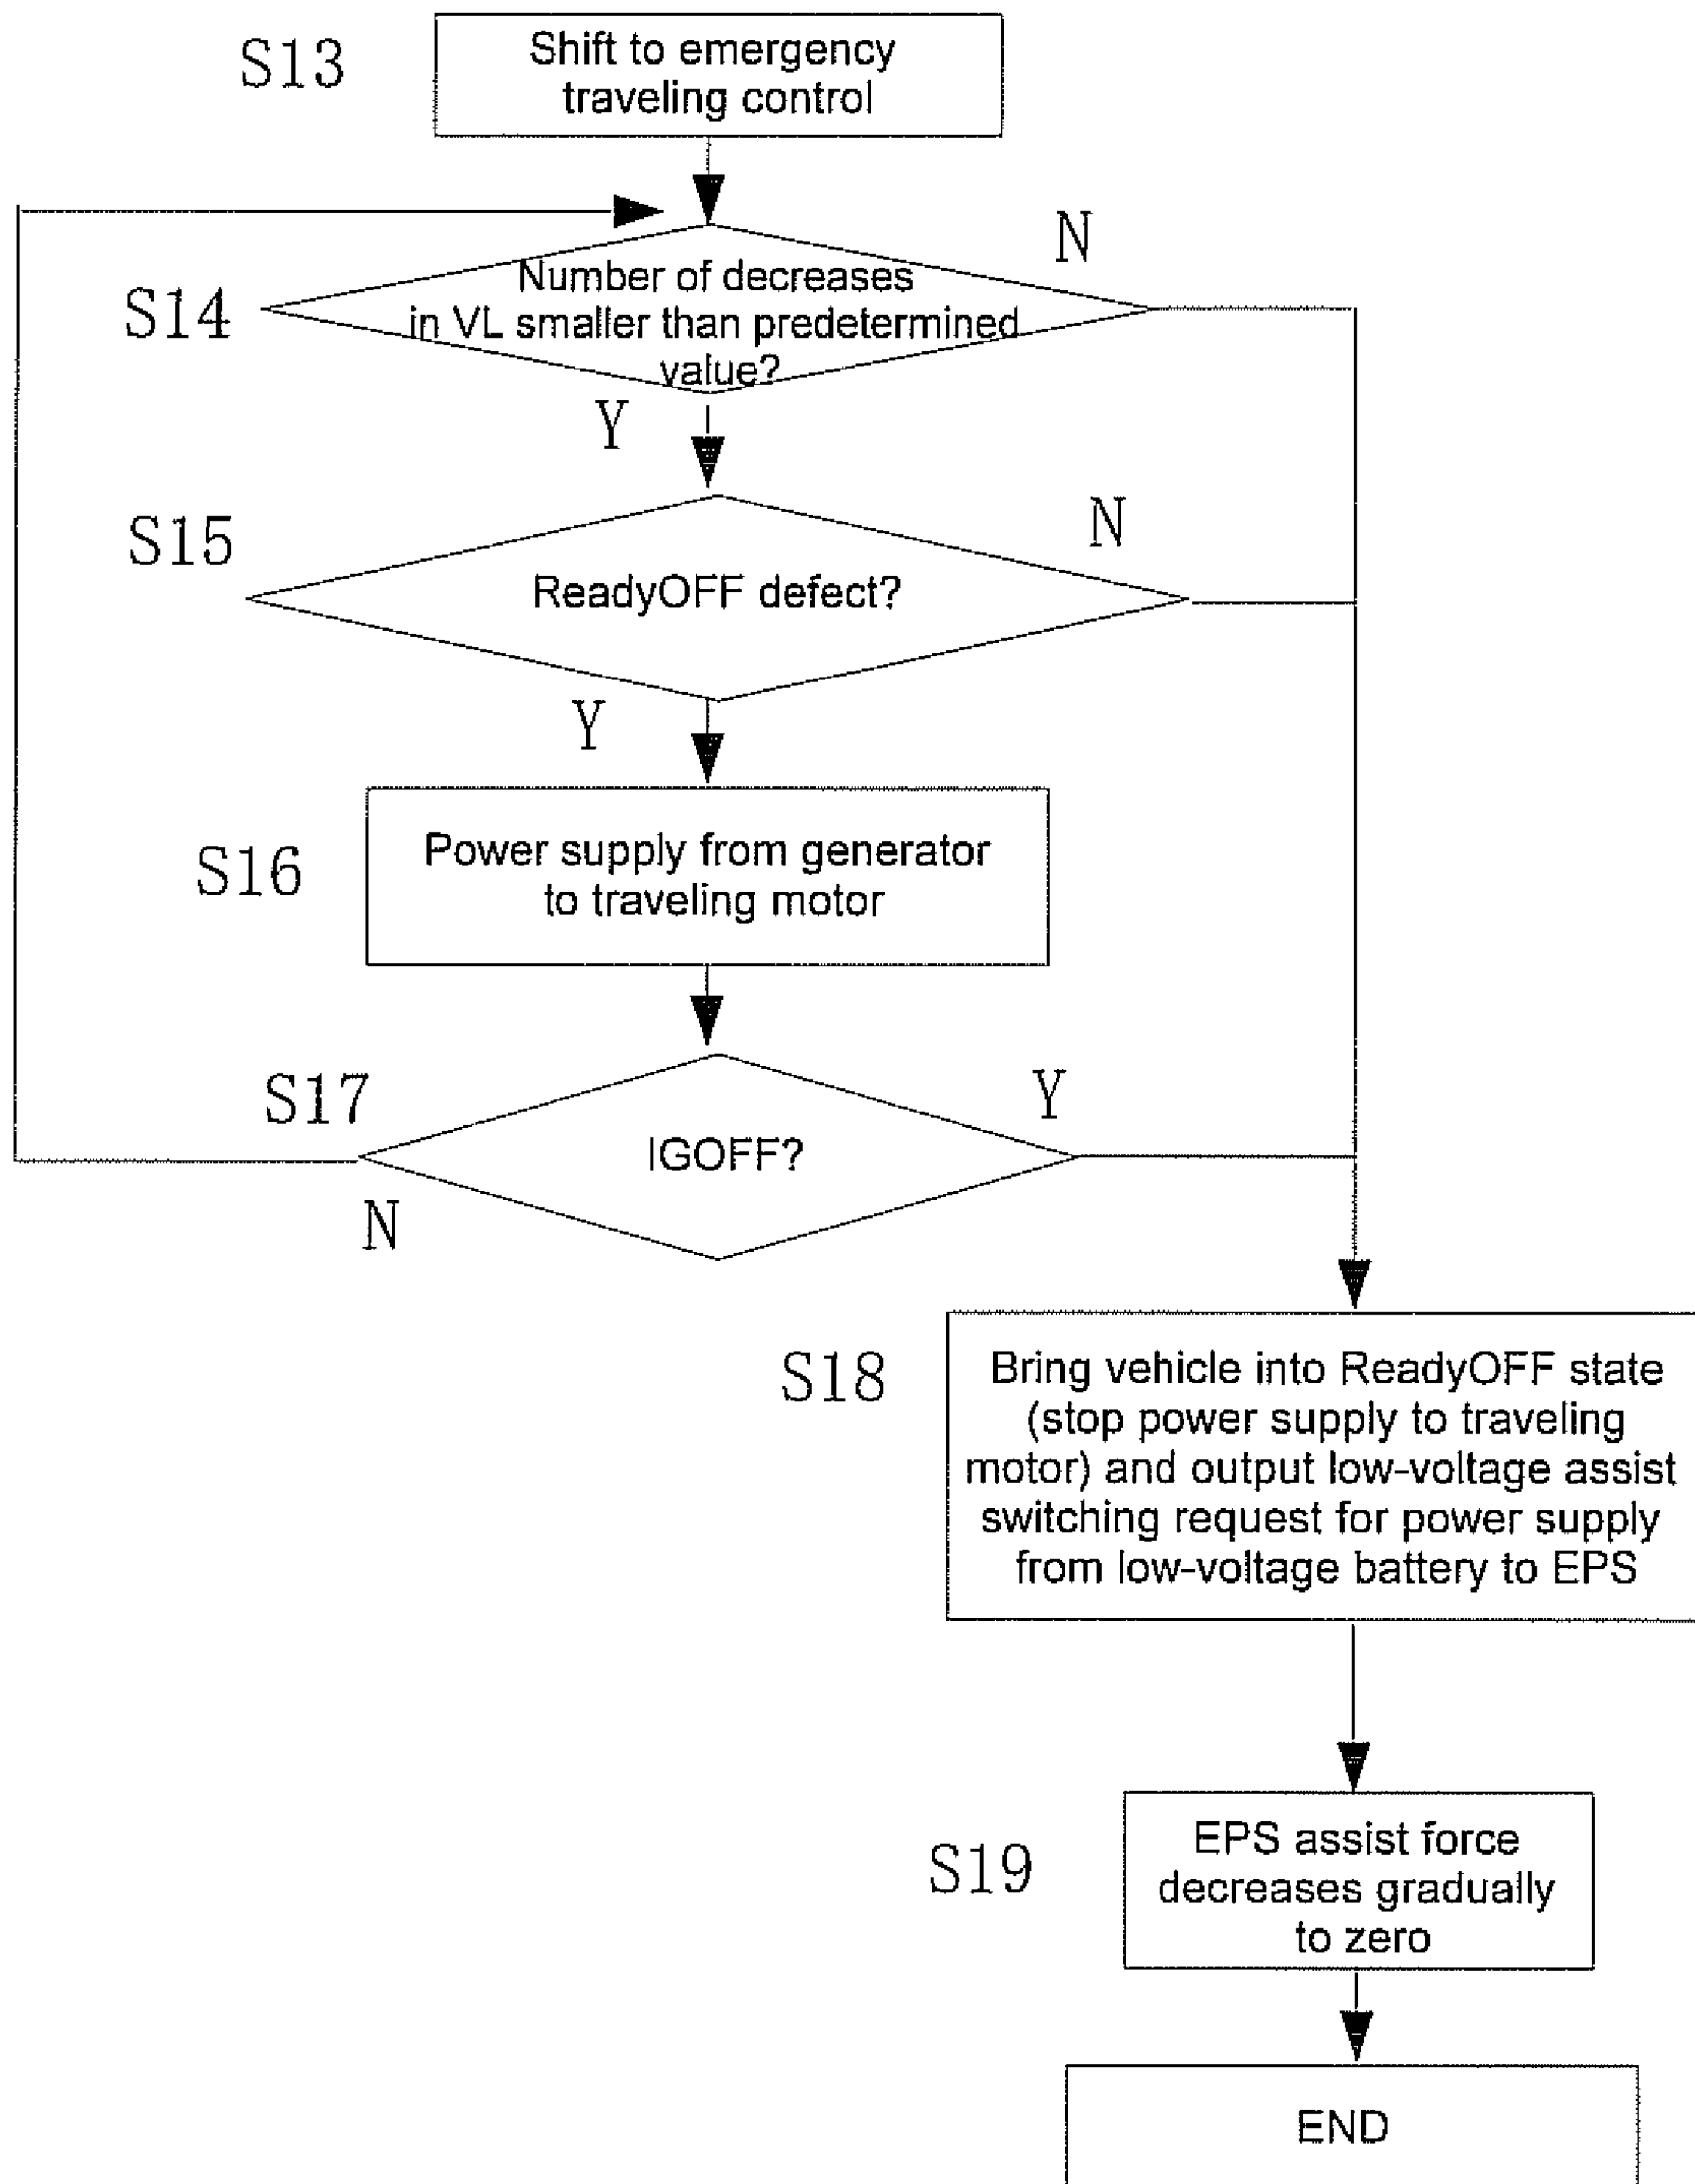 S13
Shift to emergency
traveling control
N
S14
Number of decreases
in VL smaller than predetermined
value?
Y
S15
N
ReadyOFF defect?
Y
S16
Power supply from generator
to traveling motor
S17
Y
IGOFF?
N
S18
Bring vehicle into ReadyOFF state
(stop power supply to traveling
motor) and output low-voltage assist
switching request for power supply
from low-voltage battery to EPS
S19
EPS assist force
decreases gradually
to zero
END